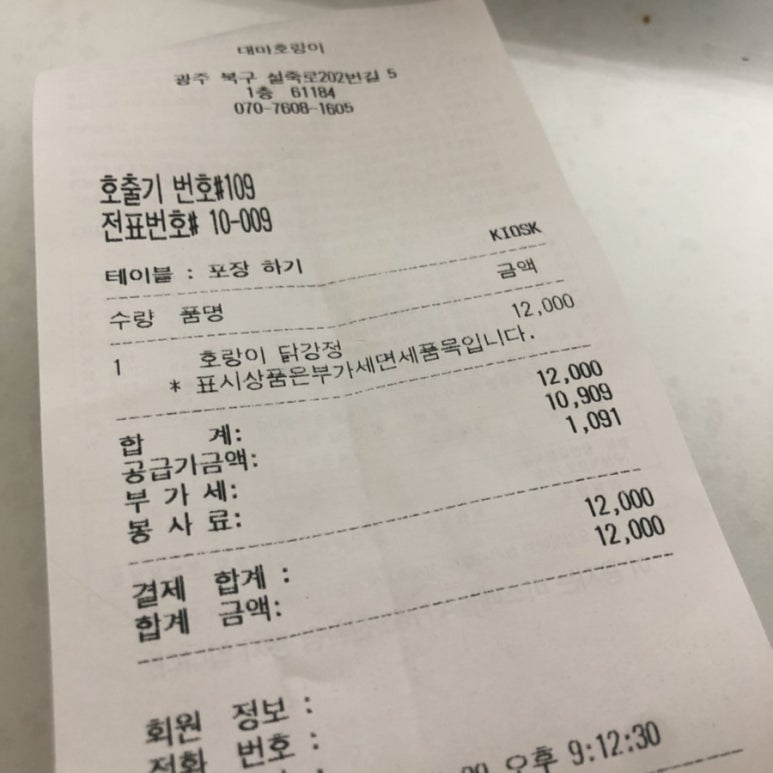 대마호랑이
광주 북구 설죽로202번길 5
1층 61184
070-7608-1605
호출기 번호#109
전표번호# 10-009
KIOSK
테이블 : 포장 하기
수량 품명 금액
1 호랑이 닭강정 12,000
* 표시상품은부가세면세품목입니다.
합 계: 12,000
공급가금액: 10,909
부 가 세: 1,091
봉 사 료:
결제 합계 : 12,000
합계 금액: 12,000
회원 정보 :
전화 번호 :
오후 9:12:30